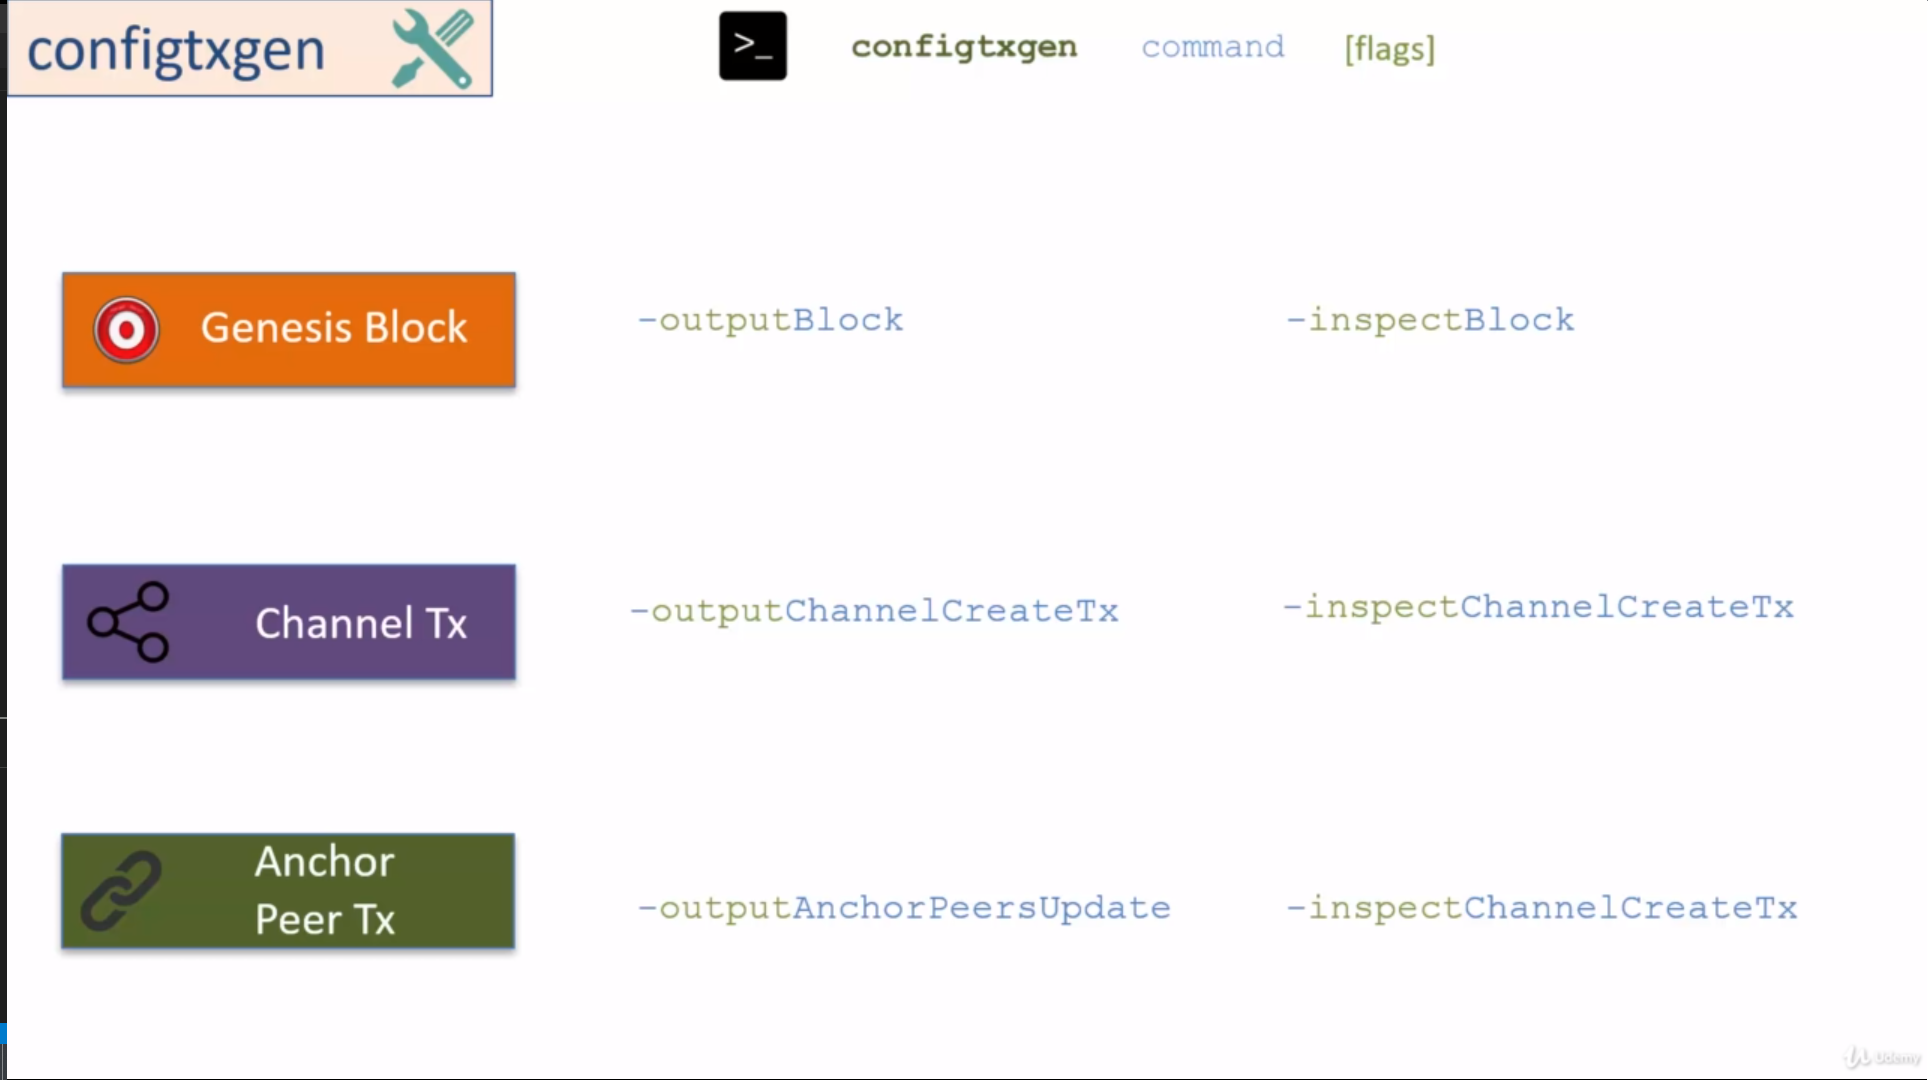 configtxgen
>_
configtxgen command [flags]
Genesis Block
-outputBlock
-inspectBlock
Channel Tx
-outputChannelCreateTx
-inspectChannelCreateTx
Anchor
Peer Tx
-outputAnchorPeersUpdate
-inspectChannelCreateTx
Udemy